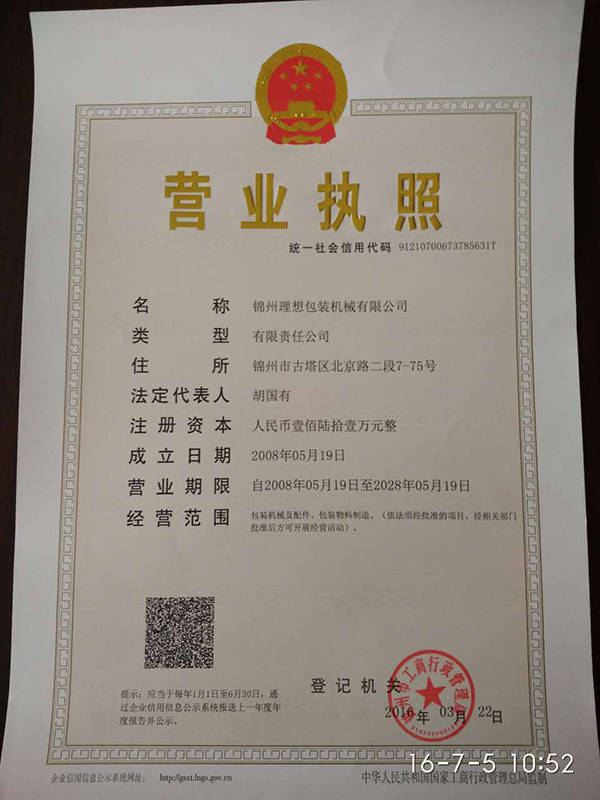 营业执照
统一社会信用代码 91210700673785631T
名称 锦州理想包装机械有限公司
类型 有限责任公司
住所 锦州市古塔区北京路二段7-75号
法定代表人 胡国有
注册资本 人民币壹佰陆拾壹万元整
成立日期 2008年05月19日
营业期限 自2008年05月19日至2028年05月19日
经营范围 包装机械及配件、包装物料制造。(依法须经批准的项目,经相关部门
批准后方可开展经营活动)。
登记机关
锦州市工商行政管理局
2016年 03月 22日
提示:应当于每年1月1日至6月30日,通
过企业信用信息公示系统报送上一年度年
度报告并公示。
16-7-5 10:52
企业信用信息公示系统网址: http://gsxt.lngs.gov.cn
中华人民共和国国家工商行政管理总局监制